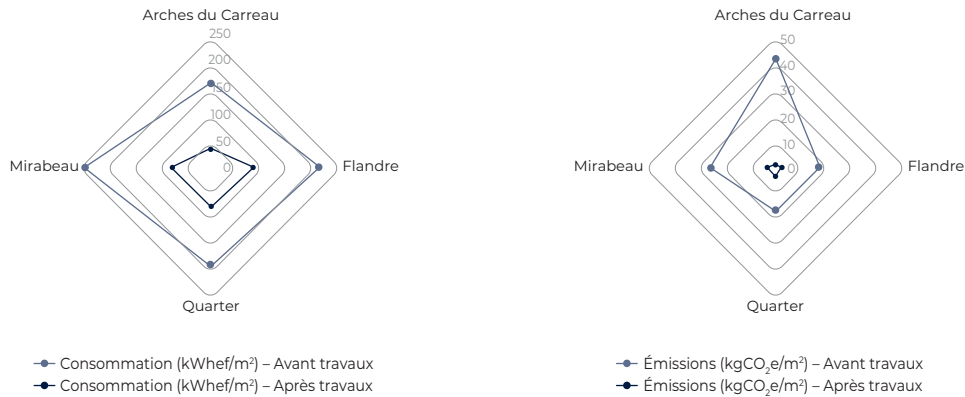 Arches du Carreau
250
200
150
100
50
0
Mirabeau
Flandre
Quarter
Consommation (kWhef/m²) – Avant travaux
Consommation (kWhef/m²) – Après travaux
Arches du Carreau
50
40
30
20
10
0
Mirabeau
Flandre
Quarter
Émissions (kgCO₂e/m²) – Avant travaux
Émissions (kgCO₂e/m²) – Après travaux